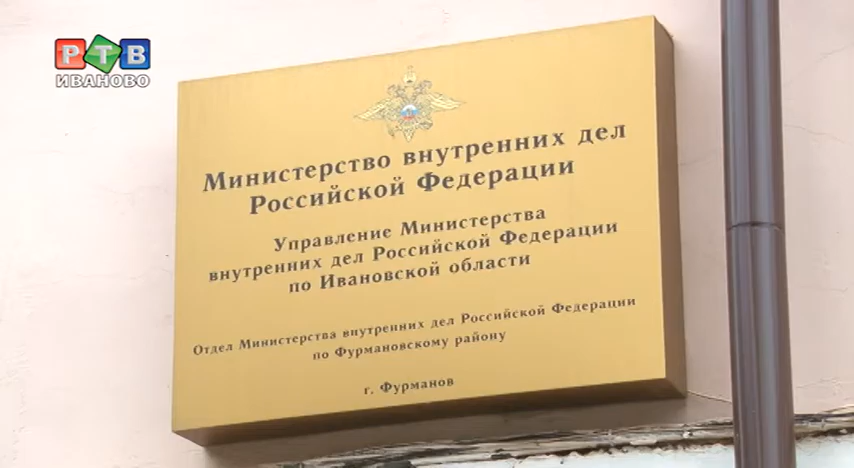 РТВ
ИВАНОВО
Министерство внутренних дел
Российской Федерации
Управление Министерства
внутренних дел Российской Федерации
по Ивановской области
Отдел Министерства внутренних дел Российской Федерации
по Фурмановскому району
г. Фурманов